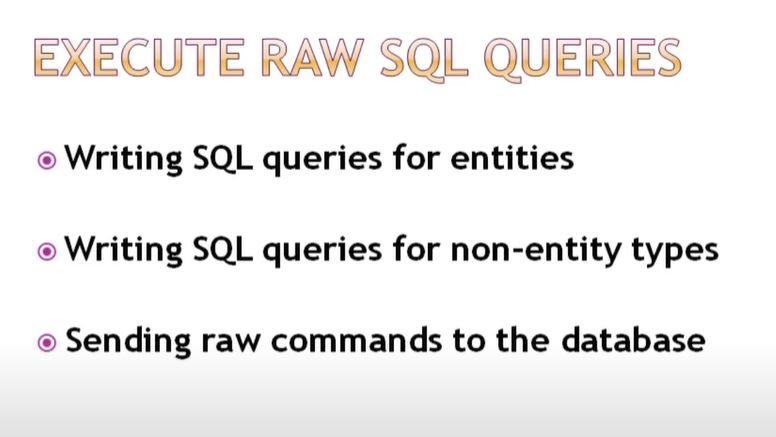 EXECUTE RAW SQL QUERIES
Writing SQL queries for entities
Writing SQL queries for non-entity types
Sending raw commands to the database